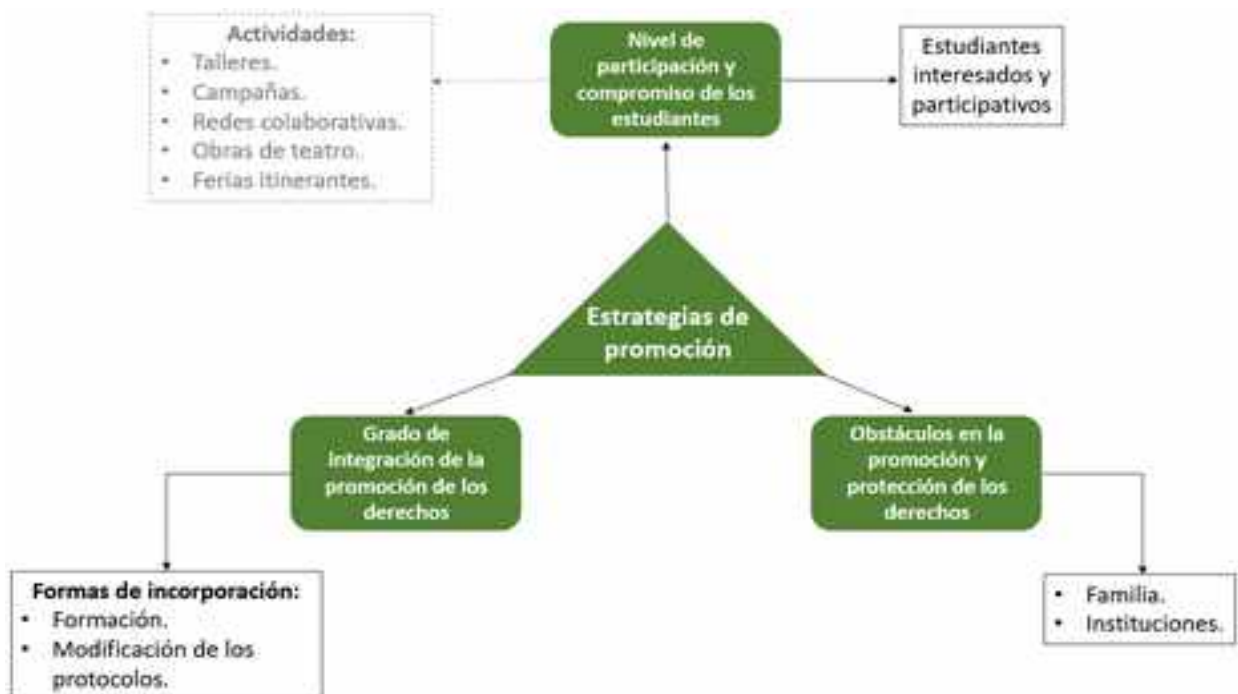 Actividades:
• Talleres.
• Campañas.
• Redes colaborativas.
• Obras de teatro.
• Ferias itinerantes.
Nivel de
participación y
compromiso de los
estudiantes
Estudiantes
interesados y
participativos
Estrategias de
promoción
Grado de
integración de la
promoción de los
derechos
Obstáculos en la
promoción y
protección de los
derechos
Formas de incorporación:
• Formación.
• Modificación de los
protocolos.
• Familia.
• Instituciones.